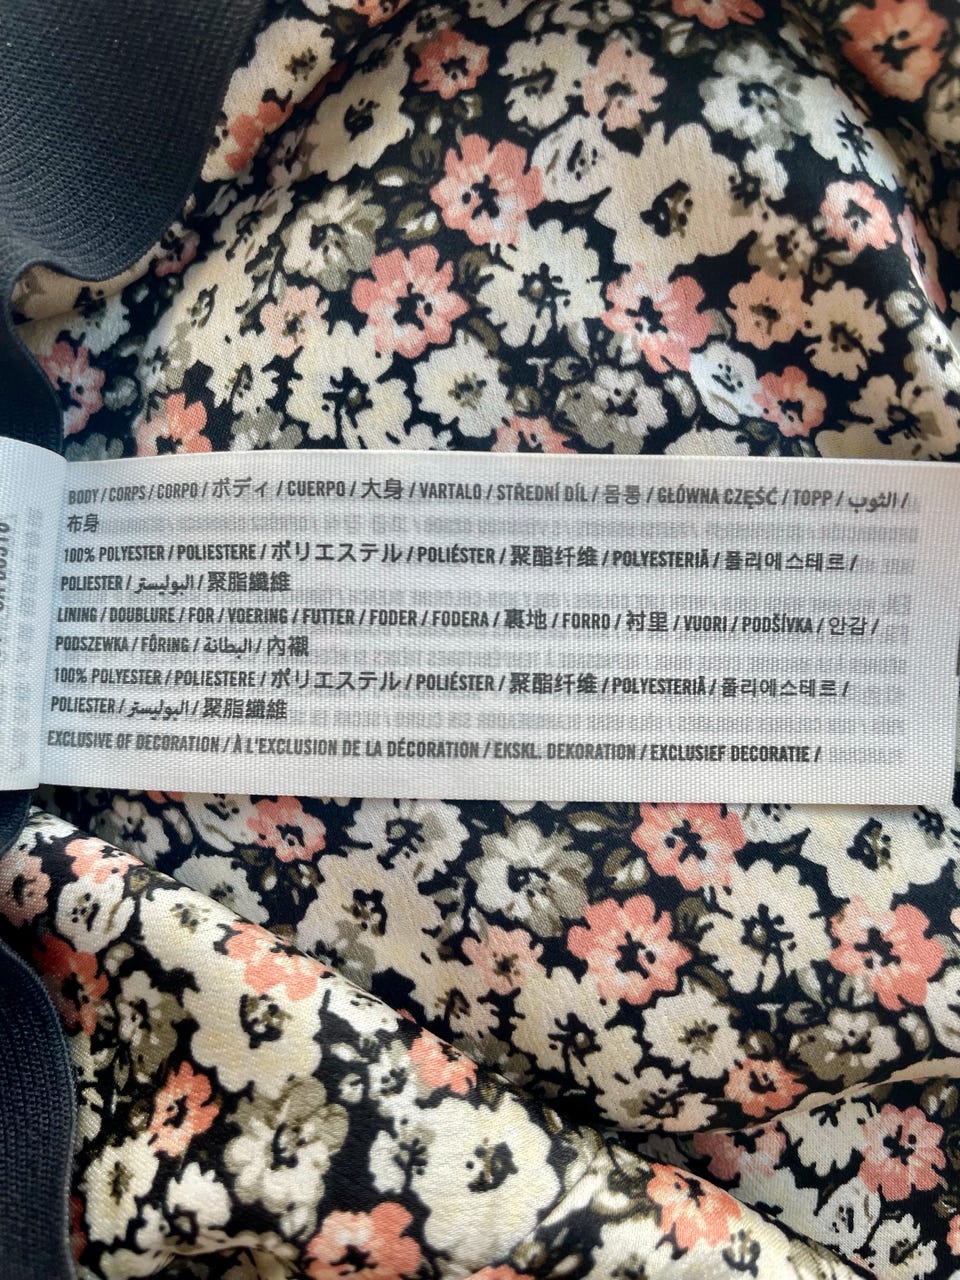 BODY / CORPS / CORPO / ボディ / CUERPO / 大身 / VARTALO / STŘEDNÍ DÍL / 몸통 / GŁÓWNA CZĘŚĆ / TOPP / الثوب /
布身
100% POLYESTER / POLIESTERE / ポリエステル / POLIÉSTER / 聚酯纤维 / POLYESTERIÄ / 폴리에스테르 /
POLIESTER / البوليستر / 聚脂纖維
LINING / DOUBLURE / FOR / VOERING / FUTTER / FODER / FODERA / 裏地 / FORRO / 衬里 / VUORI / PODŠÍVKA / 안감 /
PODSZEWKA / FÔRING / البطانة / 內襯
100% POLYESTER / POLIESTERE / ポリエステル / POLIÉSTER / 聚酯纤维 / POLYESTERIÄ / 폴리에스테르 /
POLIESTER / البوليستر / 聚脂纖維
EXCLUSIVE OF DECORATION / À L'EXCLUSION DE LA DÉCORATION / EKSKL. DEKORATION / EXCLUSIEF DECORATIE /